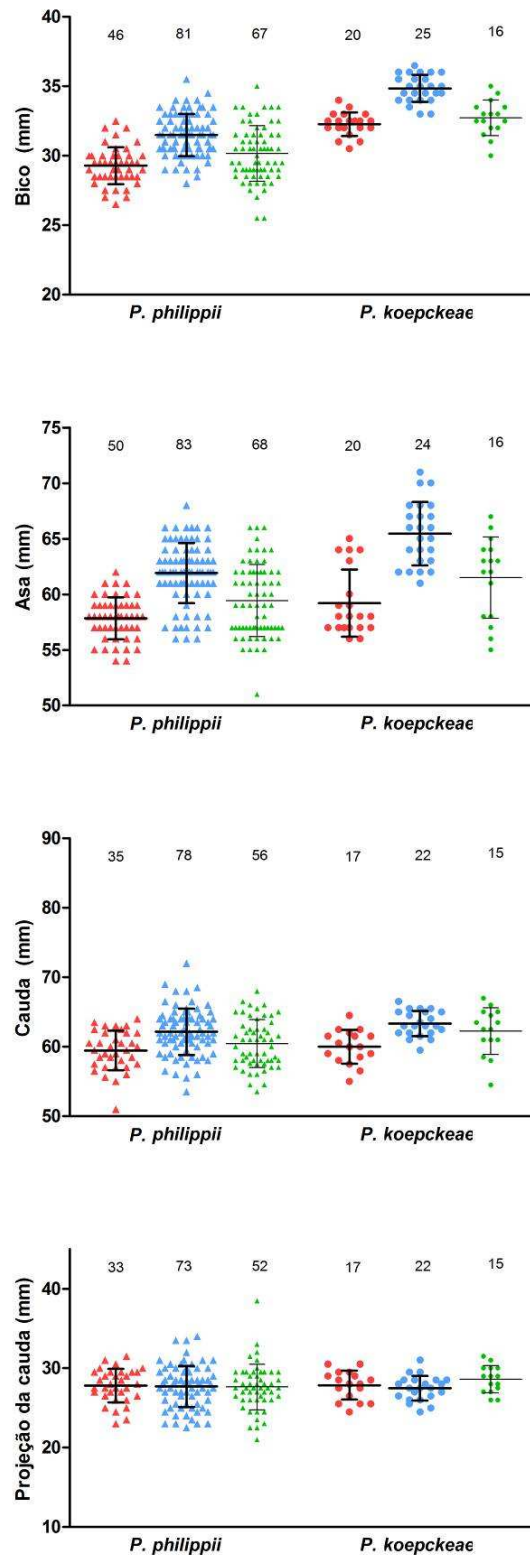 40
46 81 67 20 25 16
35
30
25
20
Bico (mm)
P. philippii P. koepckeae
75
50 83 68 20 24 16
70
65
60
55
50
Asa (mm)
P. philippii P. koepckeae
90
35 78 56 17 22 15
80
70
60
50
Cauda (mm)
P. philippii P. koepckeae
33 73 52 17 22 15
40
30
20
10
Projeção da cauda (mm)
P. philippii P. koepckeae